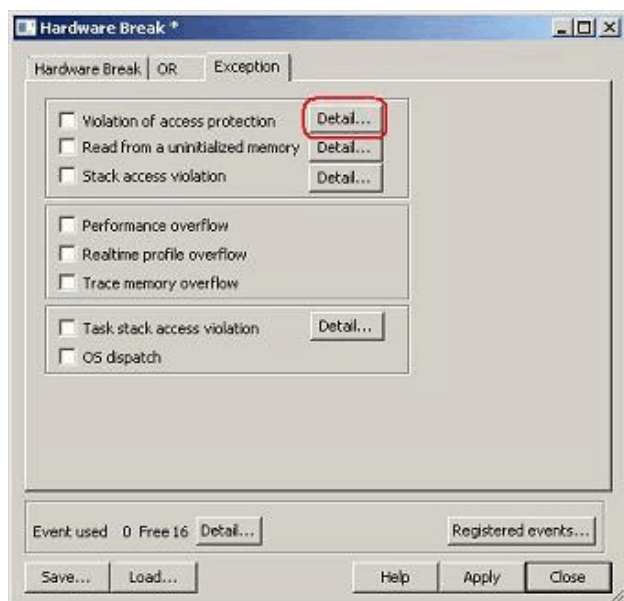 Hardware Break *
Hardware Break OR Exception
Violation of access protection Detail...
Read from a uninitialized memory Detail...
Stack access violation Detail...
Performance overflow
Realtime profile overflow
Trace memory overflow
Task stack access violation Detail...
OS dispatch
Event used 0 Free 16 Detail... Registered events...
Save... Load... Help Apply Close